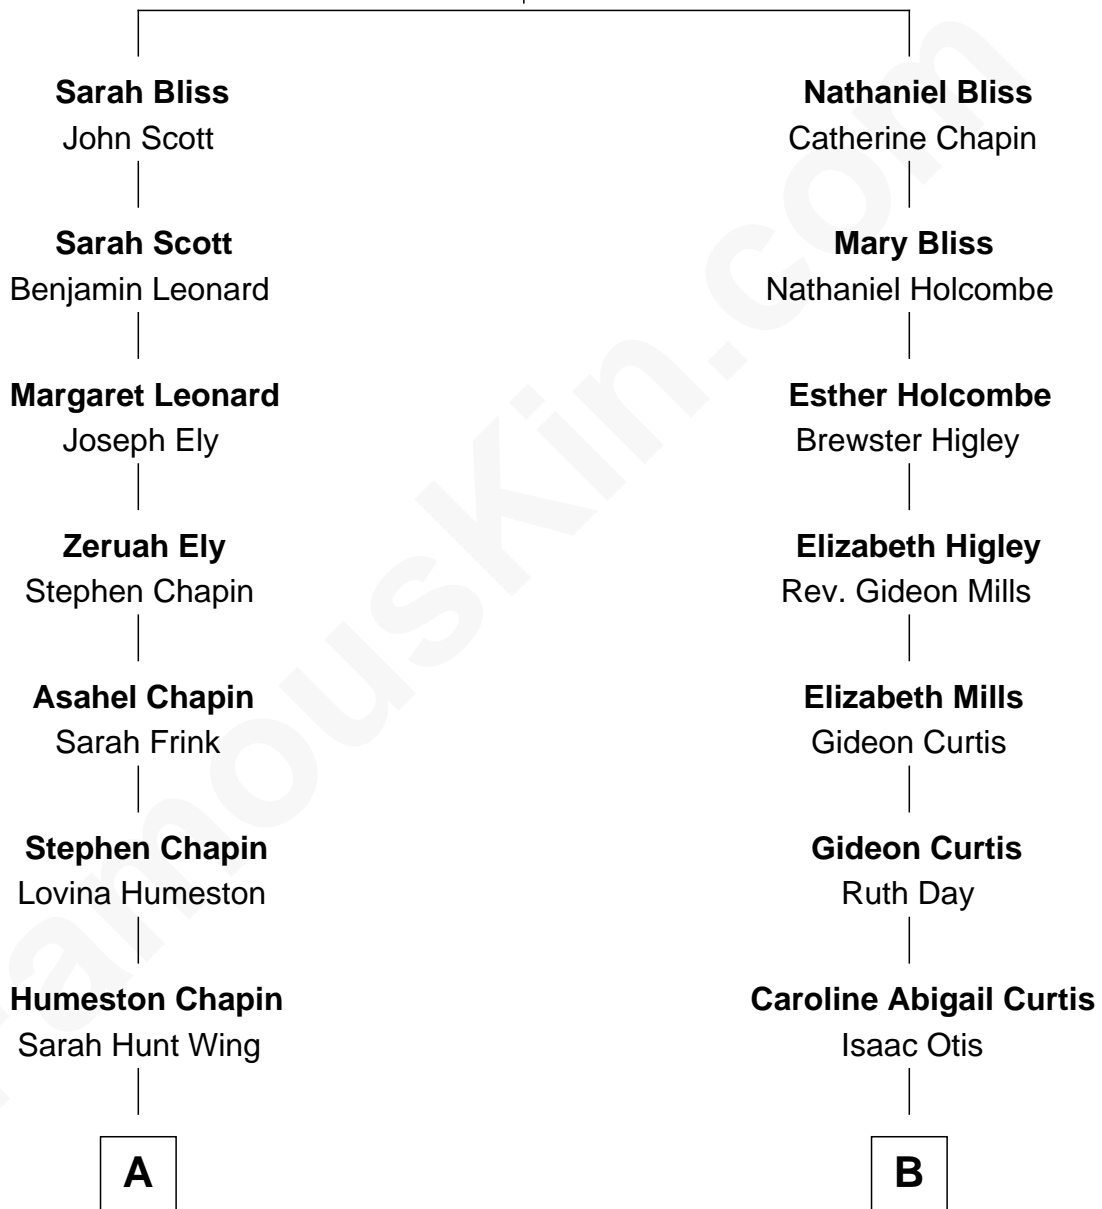 Sarah Bliss
John Scott
Nathaniel Bliss
Catherine Chapin
Sarah Scott
Benjamin Leonard
Mary Bliss
Nathaniel Holcombe
Margaret Leonard
Joseph Ely
Esther Holcombe
Brewster Higley
Zeruah Ely
Stephen Chapin
Elizabeth Higley
Rev. Gideon Mills
Asahel Chapin
Sarah Frink
Elizabeth Mills
Gideon Curtis
Stephen Chapin
Lovina Humeston
Gideon Curtis
Ruth Day
Humeston Chapin
Sarah Hunt Wing
Caroline Abigail Curtis
Isaac Otis
A
B
FamousKin.com